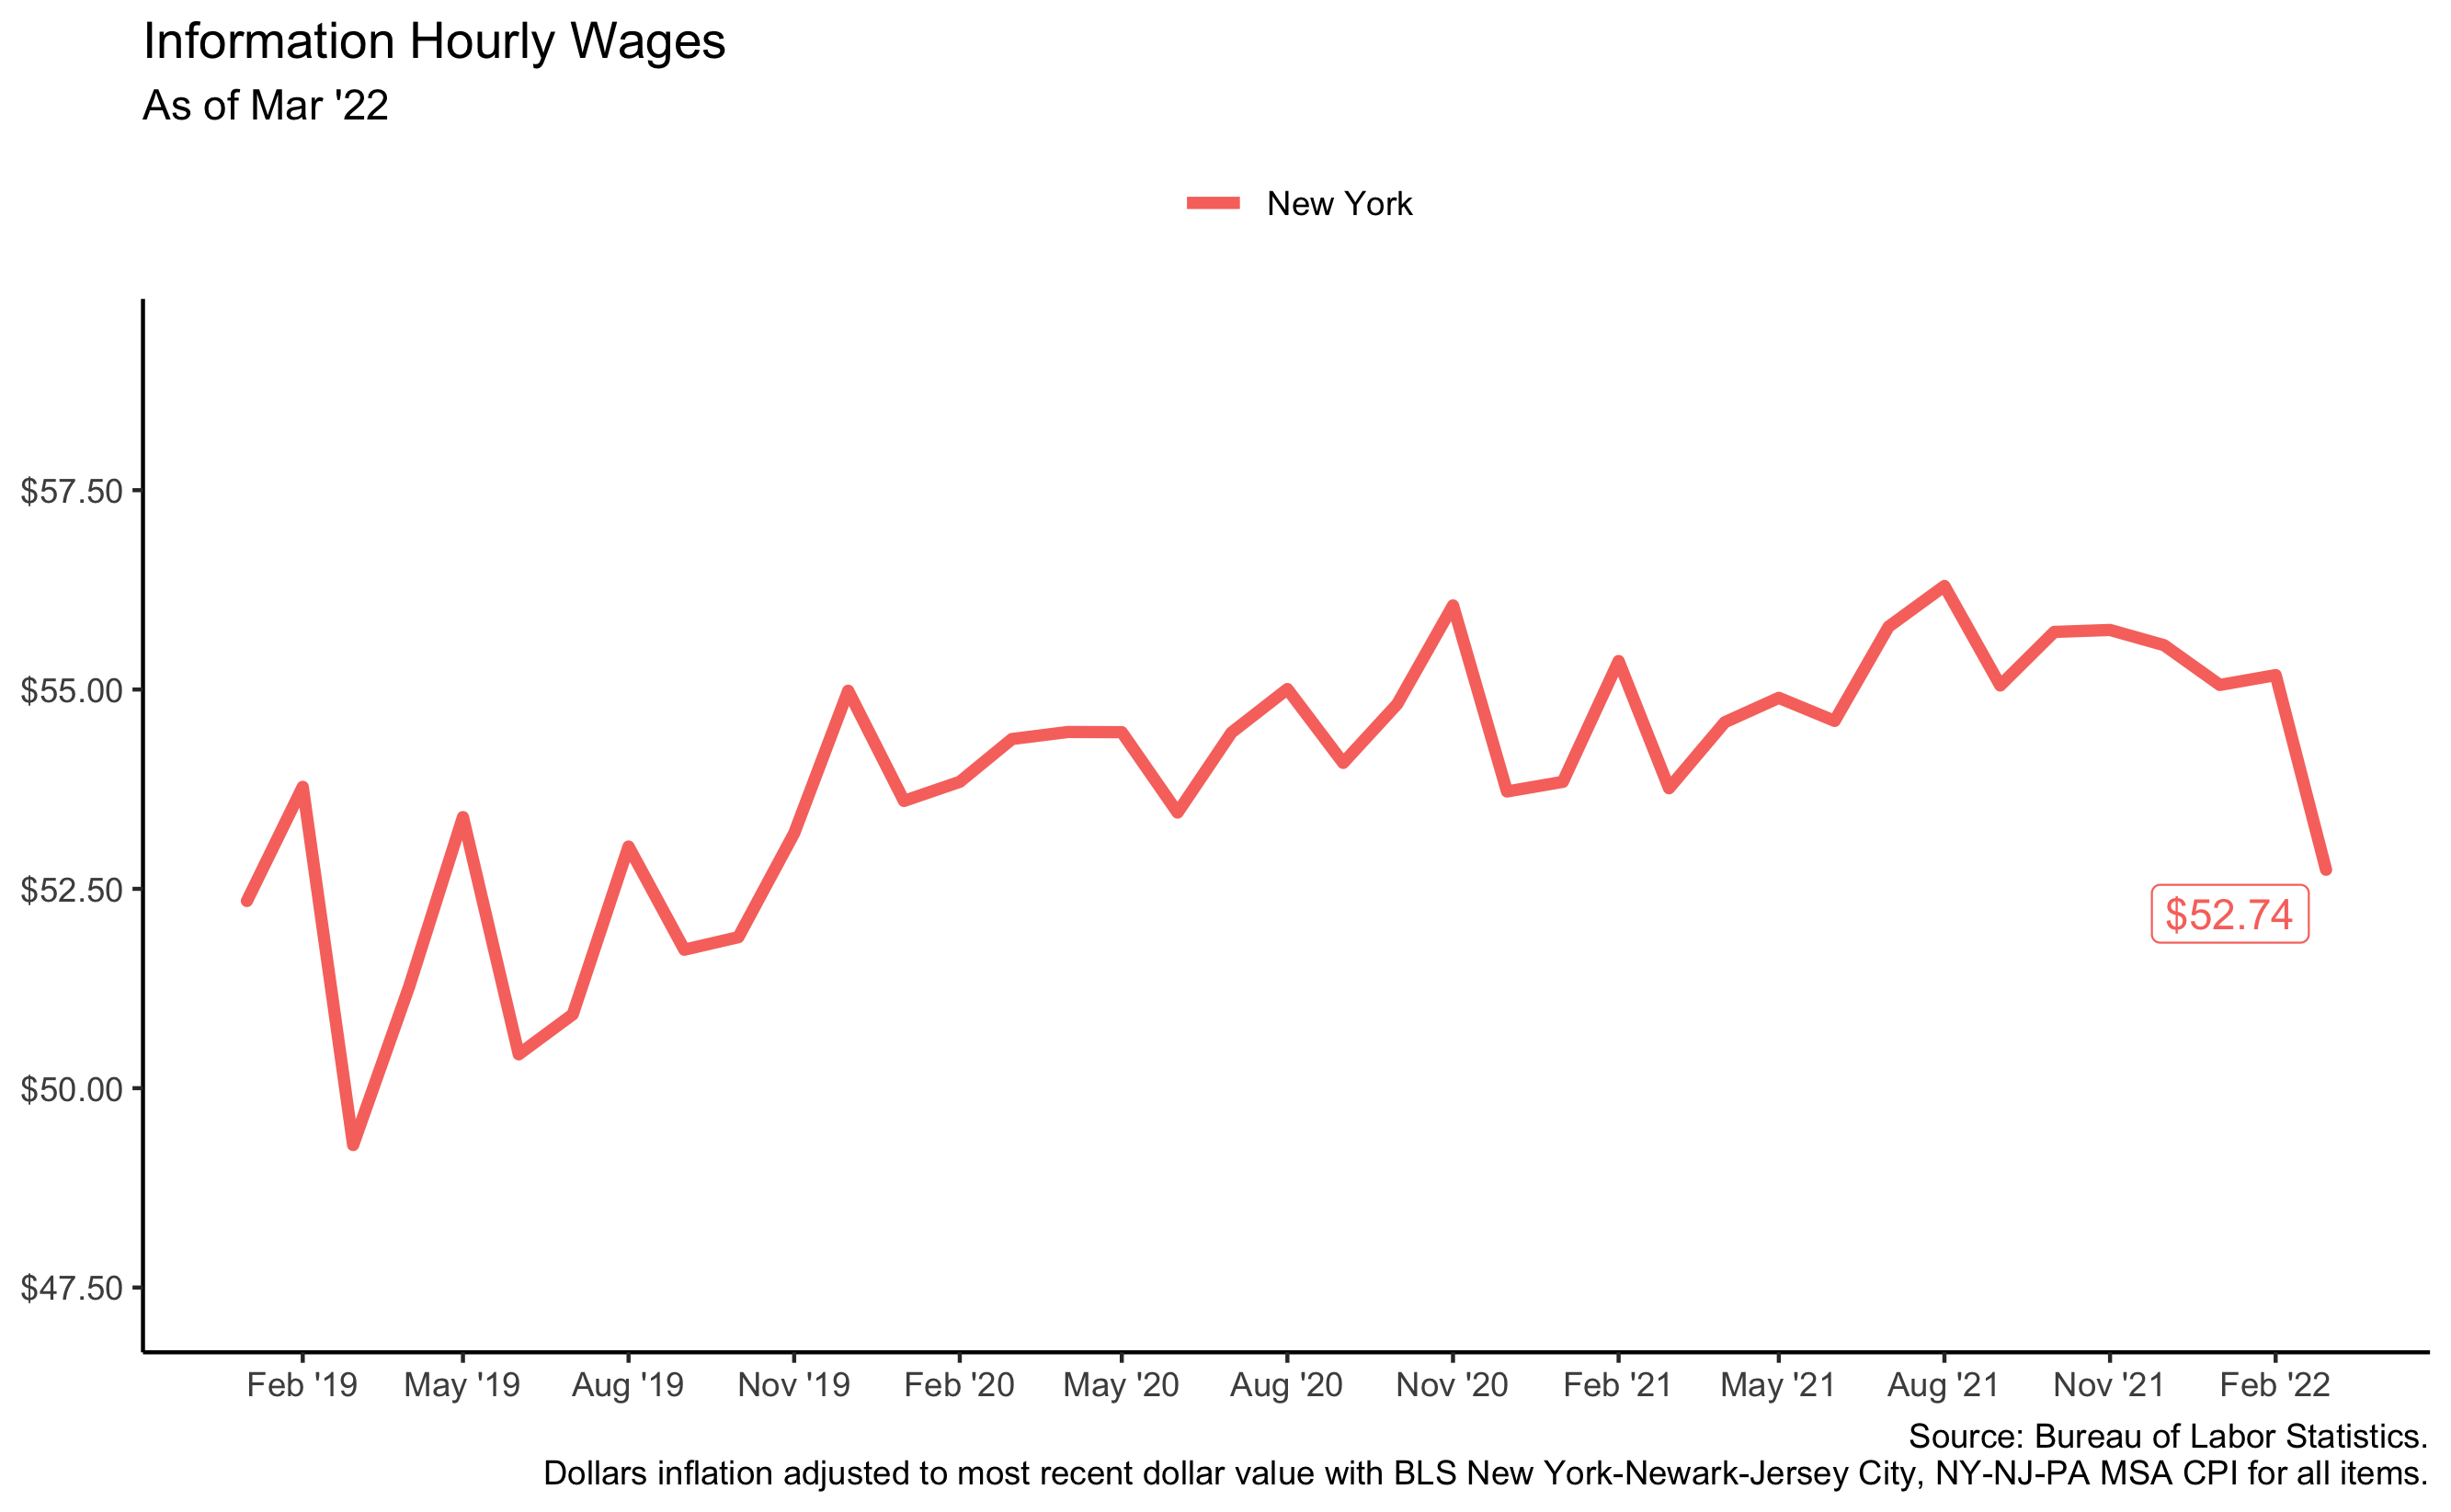 Information Hourly Wages
As of Mar '22
New York
$57.50
$55.00
$52.50
$50.00
$47.50
$52.74
Feb '19 May '19 Aug '19 Nov '19 Feb '20 May '20 Aug '20 Nov '20 Feb '21 May '21 Aug '21 Nov '21 Feb '22
Source: Bureau of Labor Statistics.
Dollars inflation adjusted to most recent dollar value with BLS New York-Newark-Jersey City, NY-NJ-PA MSA CPI for all items.